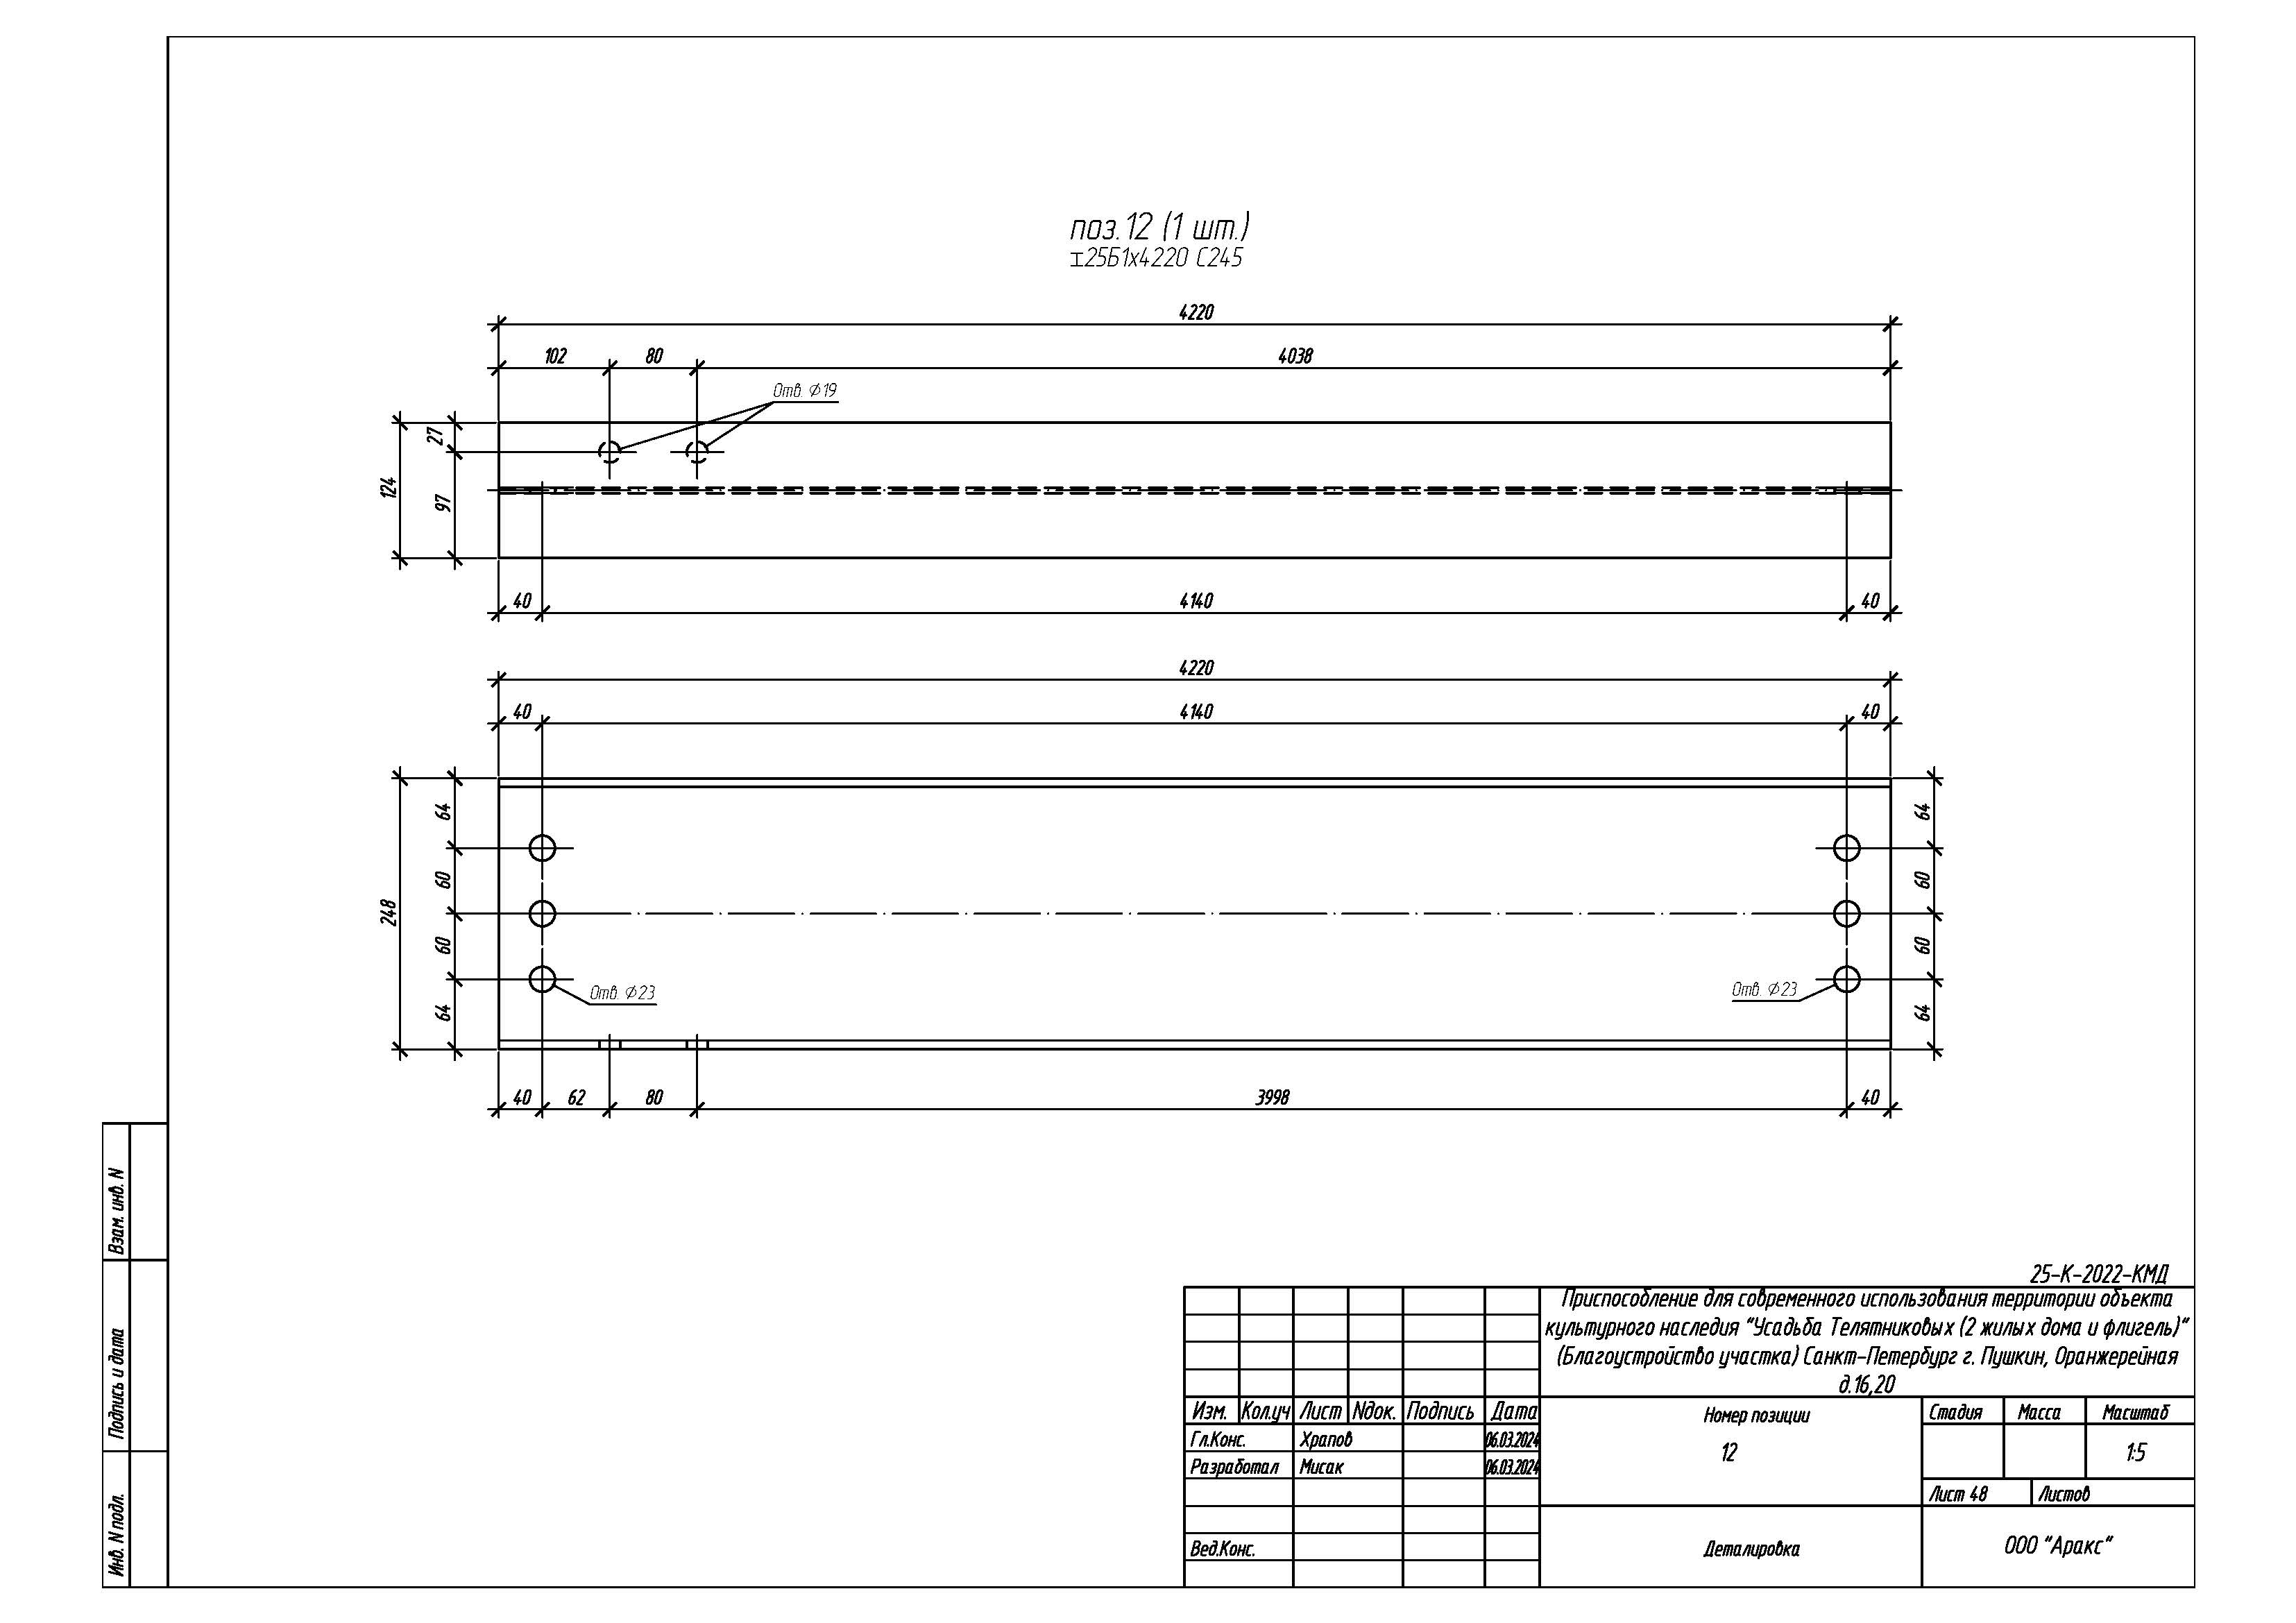 поз.12 (1 шт.)
⌶25Б1х4220 С245
4220
102 80 4038
Отв. ⌀19
27
124
97
40 4140 40
4220
40 4140 40
64 64
60 60
248
60 60
Отв. ⌀23 Отв. ⌀23
64 64
40 62 80 3998 40
Взам. инв. N
Подпись и дата
Инв. N подл.
25-К-2022-КМД
Приспособление для современного использования территории объекта
культурного наследия "Усадьба Телятниковых (2 жилых дома и флигель)"
(Благоустройство участка) Санкт-Петербург г. Пушкин, Оранжерейная
д.16,20
Изм. Кол.уч Лист Nдок. Подпись Дата
Гл.Конс. Храпов 06.03.2024
Разработал Мисак 06.03.2024
Вед.Конс.
Номер позиции
12
Стадия Масса Масштаб
1:5
Лист 48 Листов
Деталировка
ООО "Аракс"